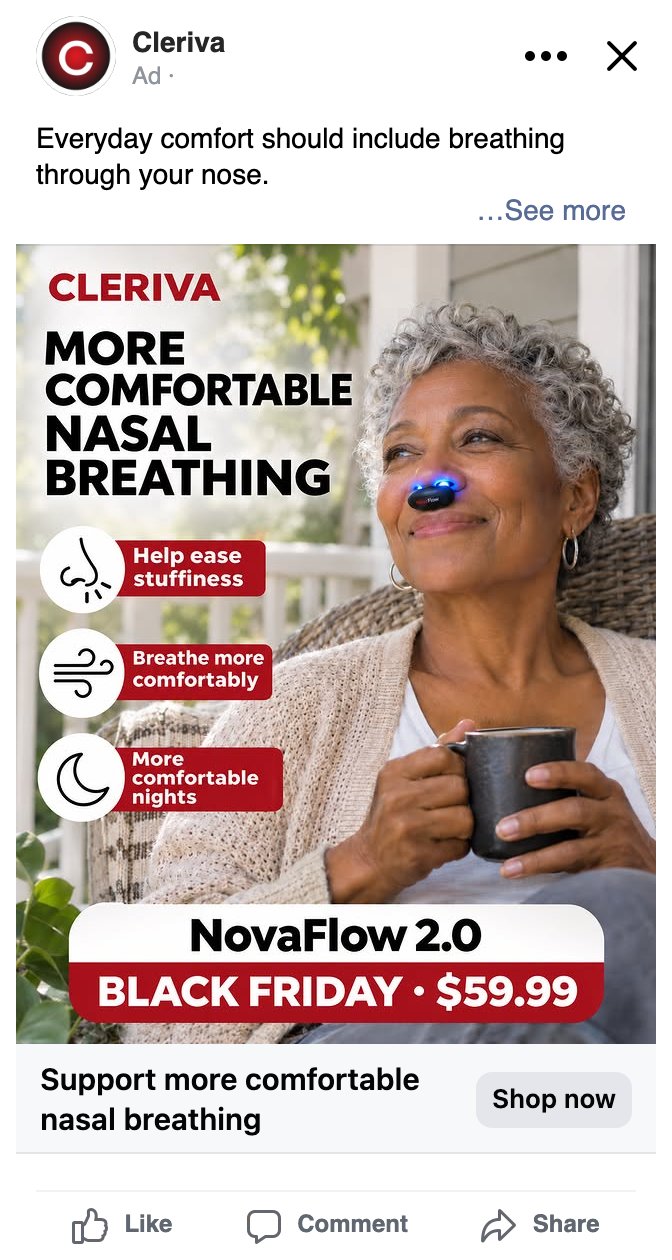 C
Cleriva
Ad ·
Everyday comfort should include breathing
through your nose.
...See more
CLERIVA
MORE
COMFORTABLE
NASAL
BREATHING
Help ease
stuffiness
Breathe more
comfortably
More
comfortable
nights
NovaFlow 2.0
BLACK FRIDAY · $59.99
Support more comfortable
nasal breathing
Shop now
Like
Comment
Share